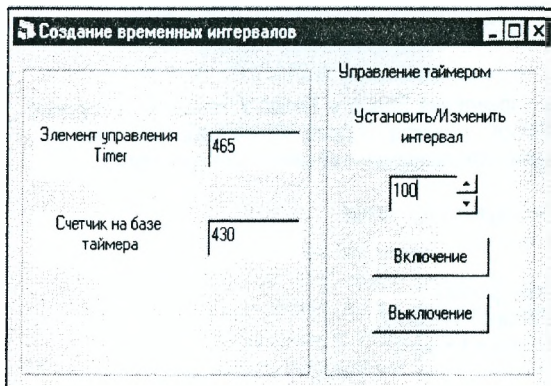 Создание временных интервалов
Элемент управления
Timer
465
Счетчик на базе
таймера
430
Управление таймером
Установить/Изменить
интервал
100
Включение
Выключение